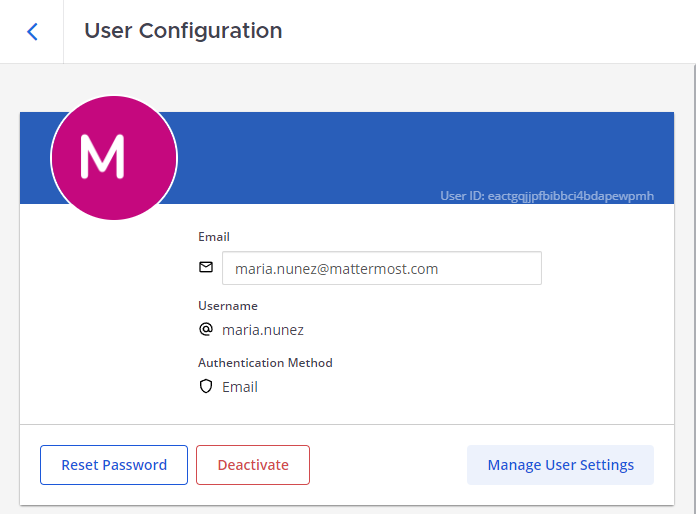 User Configuration
M
User ID: eactgqjjpfbibbci4bdapewpmh
Email
maria.nunez@mattermost.com
Username
maria.nunez
Authentication Method
Email
Reset Password
Deactivate
Manage User Settings